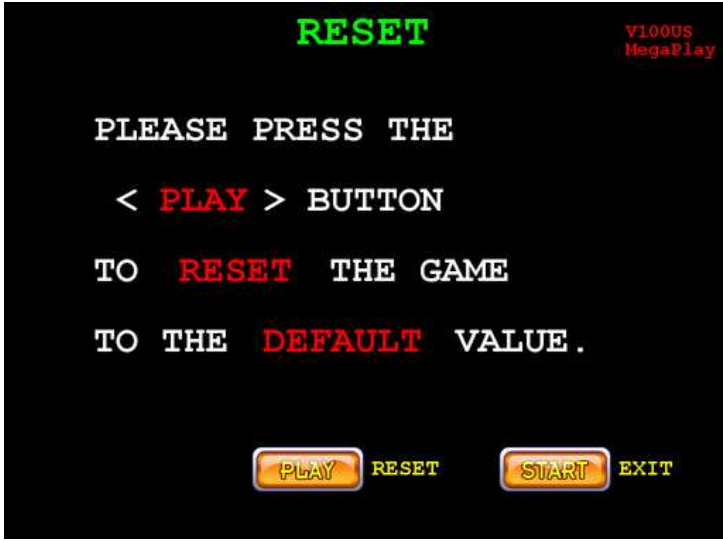 RESET
V100US
MegaPlay
PLEASE PRESS THE
< PLAY > BUTTON
TO RESET THE GAME
TO THE DEFAULT VALUE.
PLAY RESET START EXIT